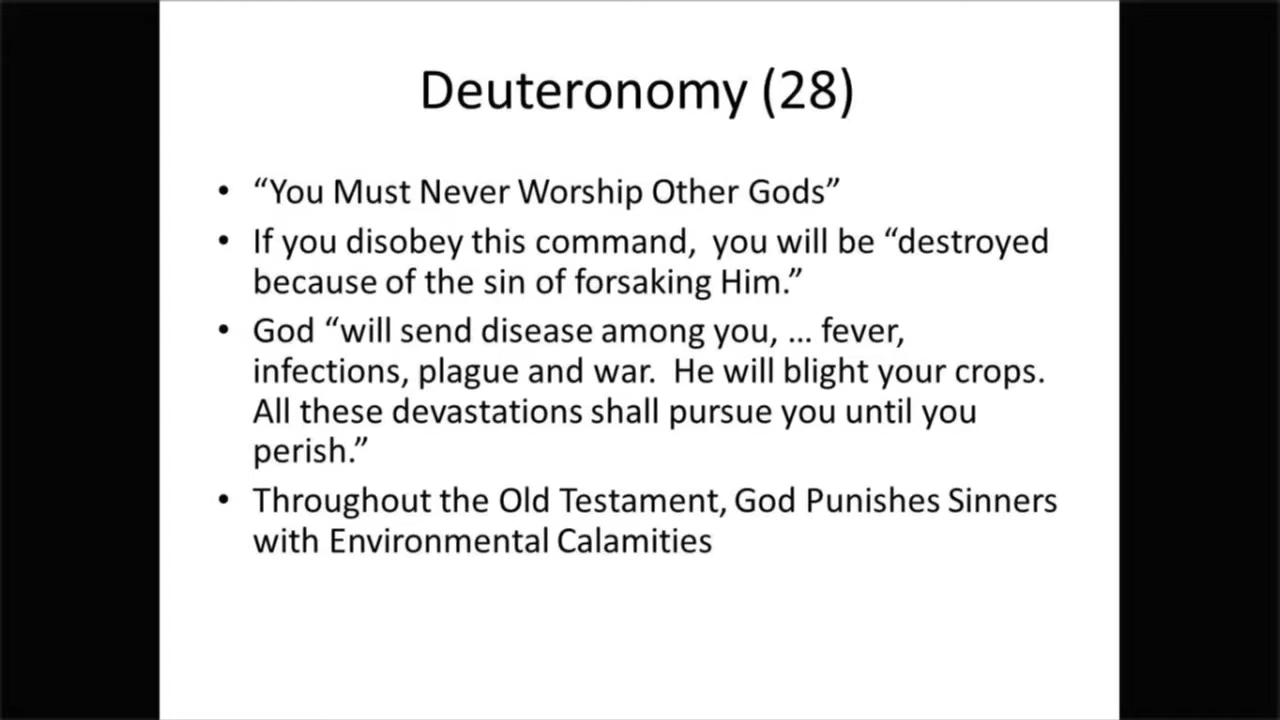 Deuteronomy (28)
• “You Must Never Worship Other Gods”
• If you disobey this command,  you will be “destroyed
because of the sin of forsaking Him.”
• God “will send disease among you, ... fever,
infections, plague and war.  He will blight your crops.
All these devastations shall pursue you until you
perish.”
• Throughout the Old Testament, God Punishes Sinners
with Environmental Calamities